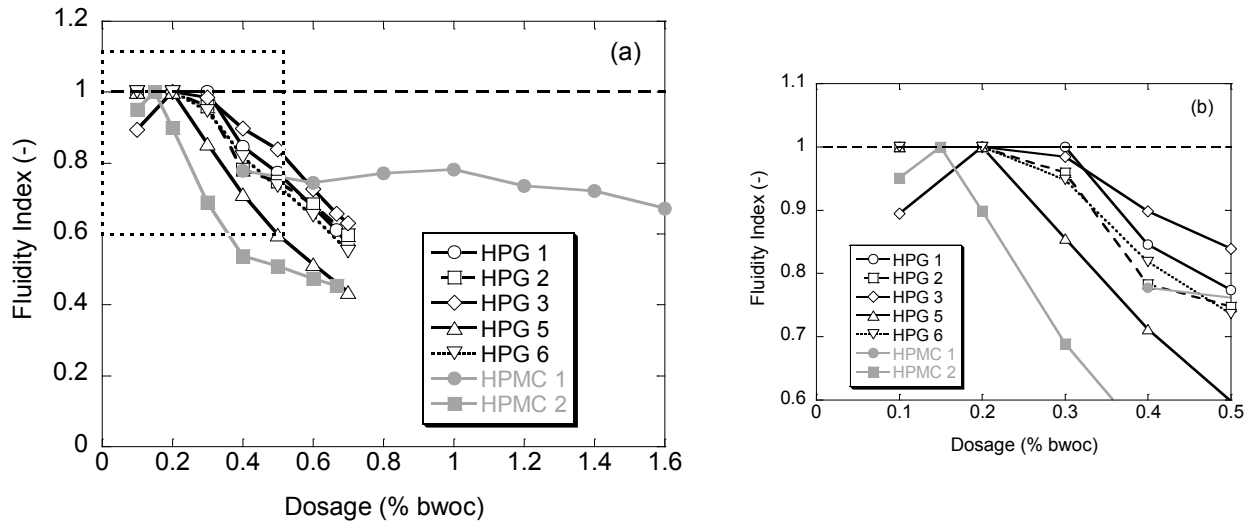 (a)
Fluidity Index (-)
1.2
1
0.8
0.6
0.4
0.2
0
0 0.2 0.4 0.6 0.8 1 1.2 1.4 1.6
Dosage (% bwoc)
HPG 1
HPG 2
HPG 3
HPG 5
HPG 6
HPMC 1
HPMC 2
(b)
Fluidity Index (-)
1.1
1
0.9
0.8
0.7
0.6
0 0.1 0.2 0.3 0.4 0.5
Dosage (% bwoc)
HPG 1
HPG 2
HPG 3
HPG 5
HPG 6
HPMC 1
HPMC 2